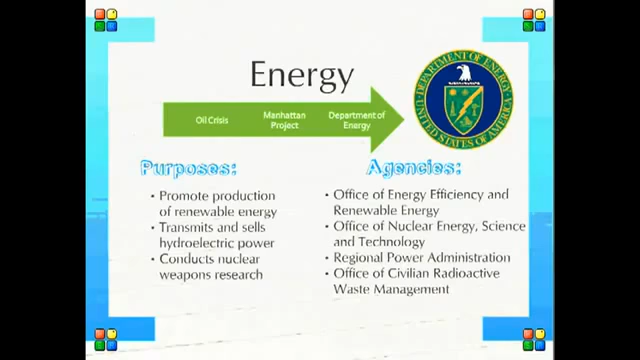 Energy
Oil Crisis
Manhattan
Project
Department of
Energy
DEPARTMENT OF ENERGY
UNITED STATES OF AMERICA
Purposes:
• Promote production
of renewable energy
• Transmits and sells
hydroelectric power
• Conducts nuclear
weapons research
Agencies:
• Office of Energy Efficiency and
Renewable Energy
• Office of Nuclear Energy, Science
and Technology
• Regional Power Administration
• Office of Civilian Radioactive
Waste Management